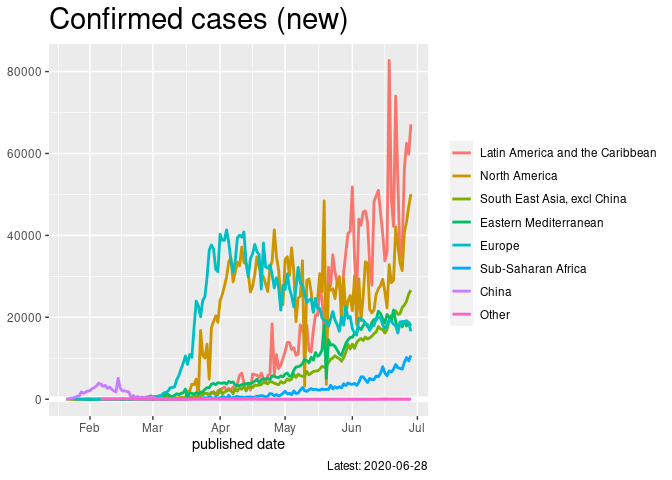 Confirmed cases (new)
80000
60000
40000
20000
0
Feb Mar Apr May Jun Jul
published date
Latin America and the Caribbean
North America
South East Asia, excl China
Eastern Mediterranean
Europe
Sub-Saharan Africa
China
Other
Latest: 2020-06-28